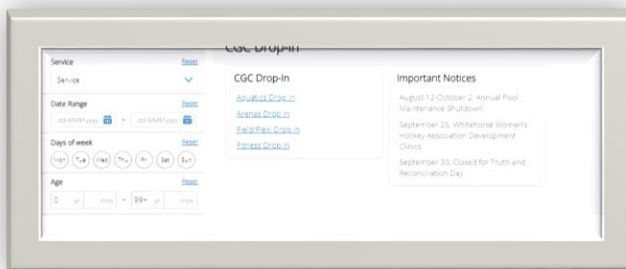 CGC Drop-In
Service Reset
Service
Date Range Reset
dd-MMM-yyyy - dd-MMM-yyyy
Days of week Reset
Mon Tue Wed Thu Fri Sat Sun
Age Reset
0 yr mos - 99+ yr mos
CGC Drop-In
Aquatics Drop In
Arenas Drop In
Field/Flexi Drop In
Fitness Drop In
Important Notices
August 12-October 2, Annual Pool
Maintenance Shutdown
September 25, Whitehorse Women's
Hockey Association Development
Clinics
September 30, Closed for Truth and
Reconciliation Day